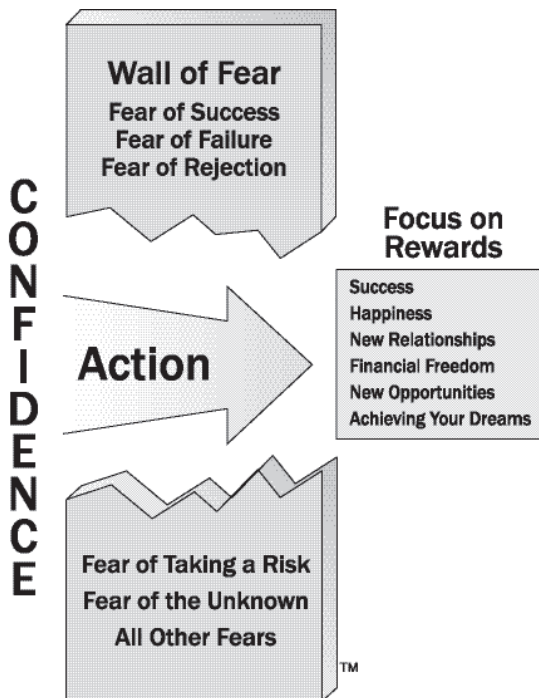 Wall of Fear
Fear of Success
Fear of Failure
Fear of Rejection
CONFIDENCE
Action
Focus on
Rewards
Success
Happiness
New Relationships
Financial Freedom
New Opportunities
Achieving Your Dreams
Fear of Taking a Risk
Fear of the Unknown
All Other Fears
TM